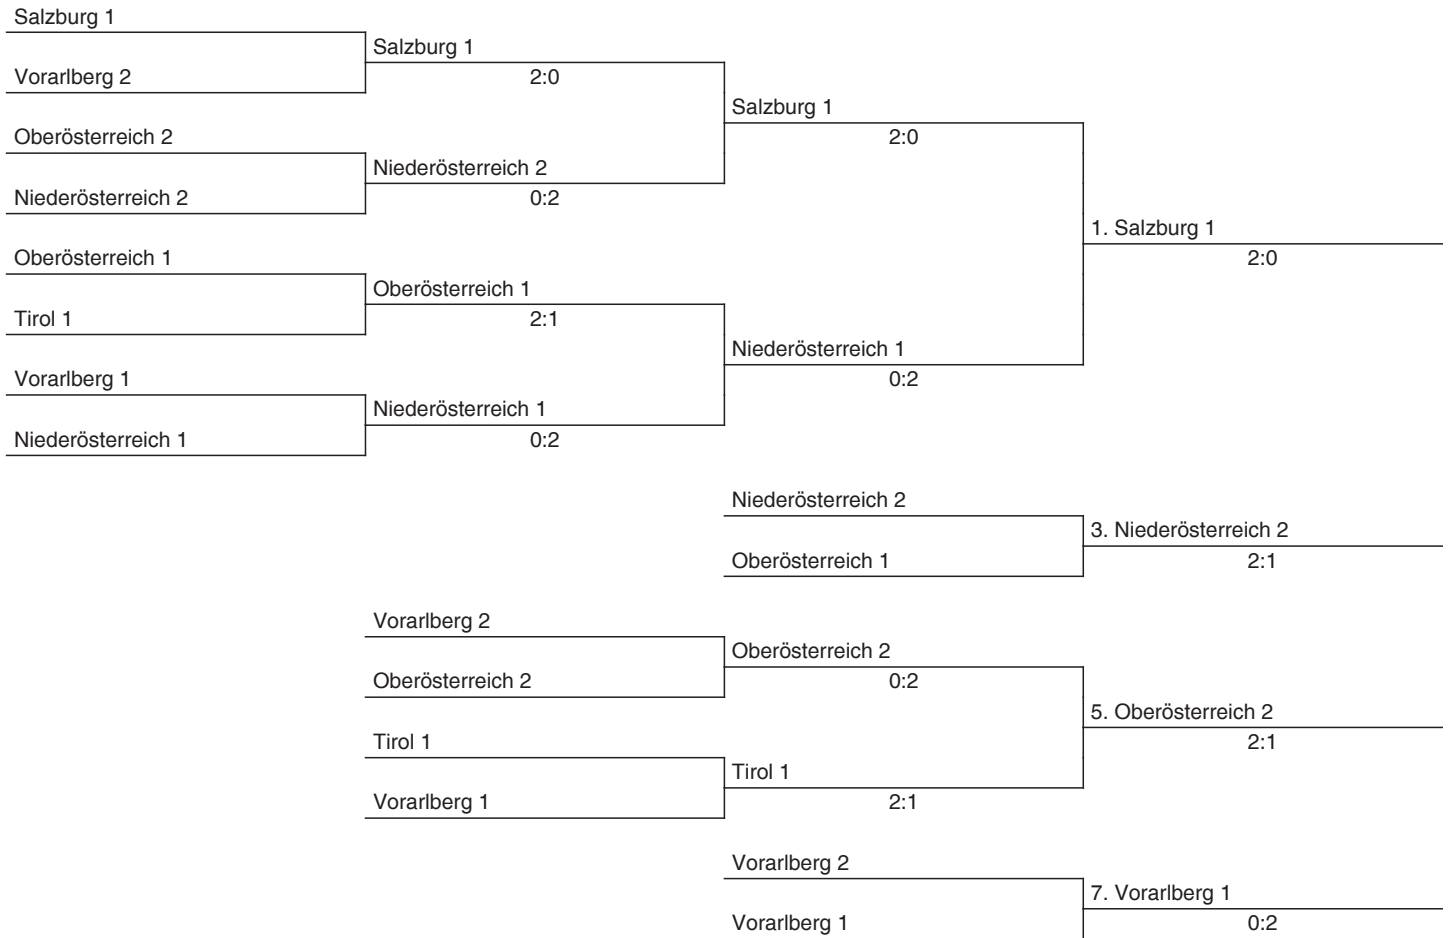 Salzburg 1
Salzburg 1
Vorarlberg 2
2:0
Salzburg 1
Oberösterreich 2
2:0
Niederösterreich 2
Niederösterreich 2
0:2
1. Salzburg 1
Oberösterreich 1
2:0
Oberösterreich 1
Tirol 1
2:1
Niederösterreich 1
Vorarlberg 1
0:2
Niederösterreich 1
Niederösterreich 1
0:2
Niederösterreich 2
3. Niederösterreich 2
Oberösterreich 1
2:1
Vorarlberg 2
Oberösterreich 2
Oberösterreich 2
0:2
5. Oberösterreich 2
Tirol 1
2:1
Tirol 1
Vorarlberg 1
2:1
Vorarlberg 2
7. Vorarlberg 1
Vorarlberg 1
0:2